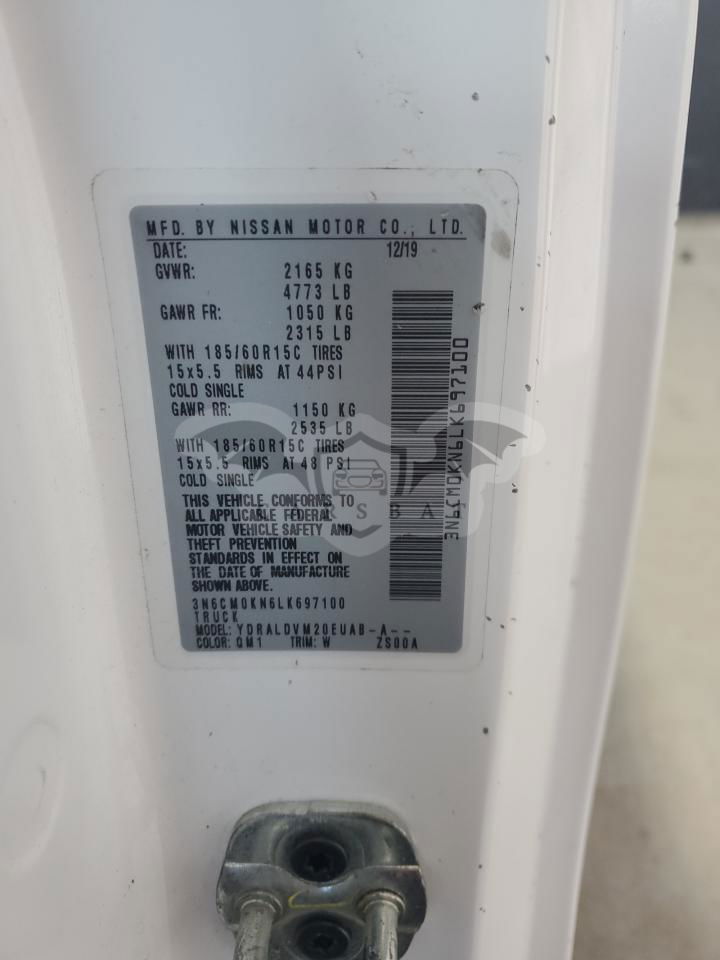 MFD. BY NISSAN MOTOR CO., LTD.
DATE: 12/19
GVWR: 2165 KG
4773 LB
GAWR FR: 1050 KG
2315 LB
WITH 185/60R15C TIRES
15x5.5 RIMS AT 44PSI
COLD SINGLE
GAWR RR: 1150 KG
2535 LB
WITH 185/60R15C TIRES
15x5.5 RIMS AT 48 PSI
COLD SINGLE
THIS VEHICLE CONFORMS TO
ALL APPLICABLE FEDERAL
MOTOR VEHICLE SAFETY AND
THEFT PREVENTION
STANDARDS IN EFFECT ON
THE DATE OF MANUFACTURE
SHOWN ABOVE.
3N6CM0KN6LK697100
TRUCK
MODEL: YDRALDVM20EUAB-A--
COLOR: QM1 TRIM: W ZS00A
3N6CM0KN6LK697100
RSBA